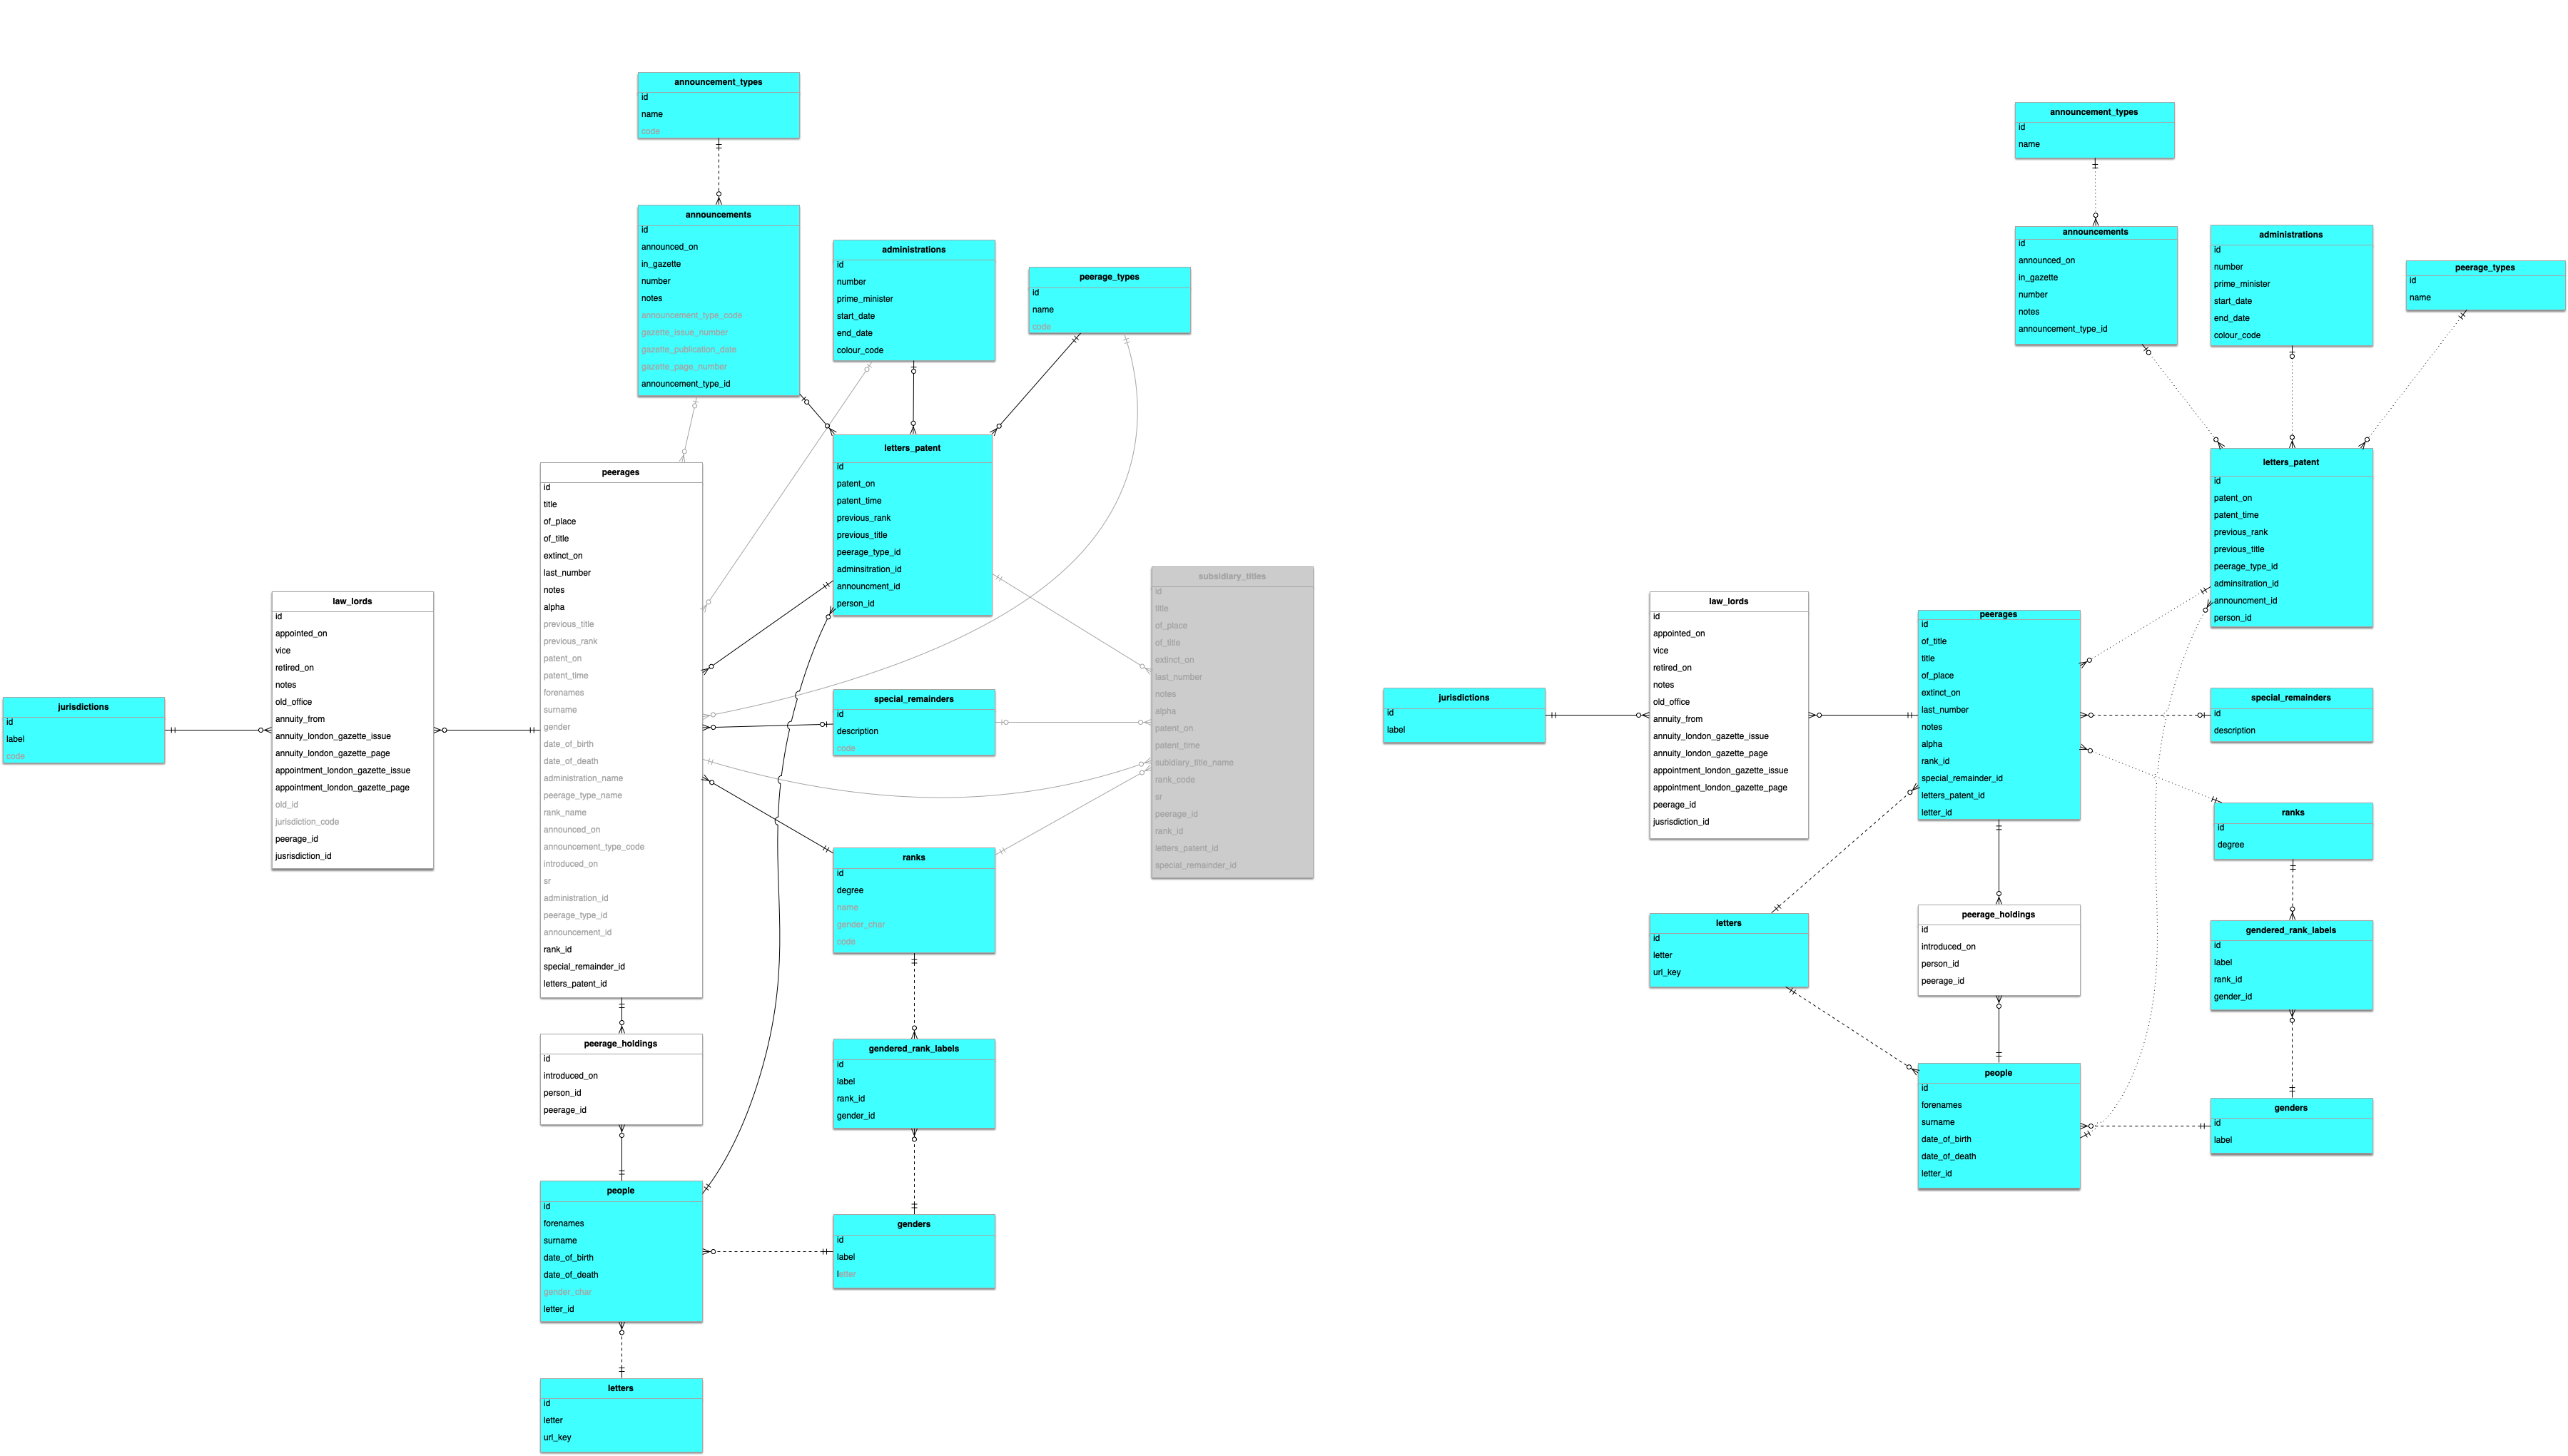 announcement_types
id
name
code
announcements
id
announced_on
in_gazette
number
notes
announcement_type_code
gazette_issue_number
gazette_publication_date
gazette_page_number
announcement_type_id
administrations
id
number
prime_minister
start_date
end_date
colour_code
peerage_types
id
name
code
letters_patent
id
patent_on
patent_time
previous_rank
previous_title
peerage_type_id
adminsitration_id
announcment_id
person_id
peerages
id
title
of_place
of_title
extinct_on
last_number
notes
alpha
previous_title
previous_rank
patent_on
patent_time
forenames
surname
gender
date_of_birth
date_of_death
administration_name
peerage_type_name
rank_name
announced_on
announcement_type_code
introduced_on
sr
administration_id
peerage_type_id
announcement_id
rank_id
special_remainder_id
letters_patent_id
subsidiary_titles
id
title
of_place
of_title
extinct_on
last_number
notes
alpha
patent_on
patent_time
subidiary_title_name
rank_code
sr
peerage_id
rank_id
letters_patent_id
special_remainder_id
law_lords
id
appointed_on
vice
retired_on
notes
old_office
annuity_from
annuity_london_gazette_issue
annuity_london_gazette_page
appointment_london_gazette_issue
appointment_london_gazette_page
old_id
jurisdiction_code
peerage_id
jusrisdiction_id
jurisdictions
id
label
code
special_remainders
id
description
code
ranks
id
degree
name
gender_char
code
peerage_holdings
id
introduced_on
person_id
peerage_id
gendered_rank_labels
id
label
rank_id
gender_id
people
id
forenames
surname
date_of_birth
date_of_death
gender_char
letter_id
genders
id
label
letter
letters
id
letter
url_key
announcement_types
id
name
announcements
id
announced_on
in_gazette
number
notes
announcement_type_id
administrations
id
number
prime_minister
start_date
end_date
colour_code
peerage_types
id
name
letters_patent
id
patent_on
patent_time
previous_rank
previous_title
peerage_type_id
adminsitration_id
announcment_id
person_id
law_lords
id
appointed_on
vice
retired_on
notes
old_office
annuity_from
annuity_london_gazette_issue
annuity_london_gazette_page
appointment_london_gazette_issue
appointment_london_gazette_page
peerage_id
jusrisdiction_id
peerages
id
of_title
title
of_place
extinct_on
last_number
notes
alpha
rank_id
special_remainder_id
letters_patent_id
letter_id
jurisdictions
id
label
special_remainders
id
description
ranks
id
degree
letters
id
letter
url_key
peerage_holdings
id
introduced_on
person_id
peerage_id
gendered_rank_labels
id
label
rank_id
gender_id
people
id
forenames
surname
date_of_birth
date_of_death
letter_id
genders
id
label